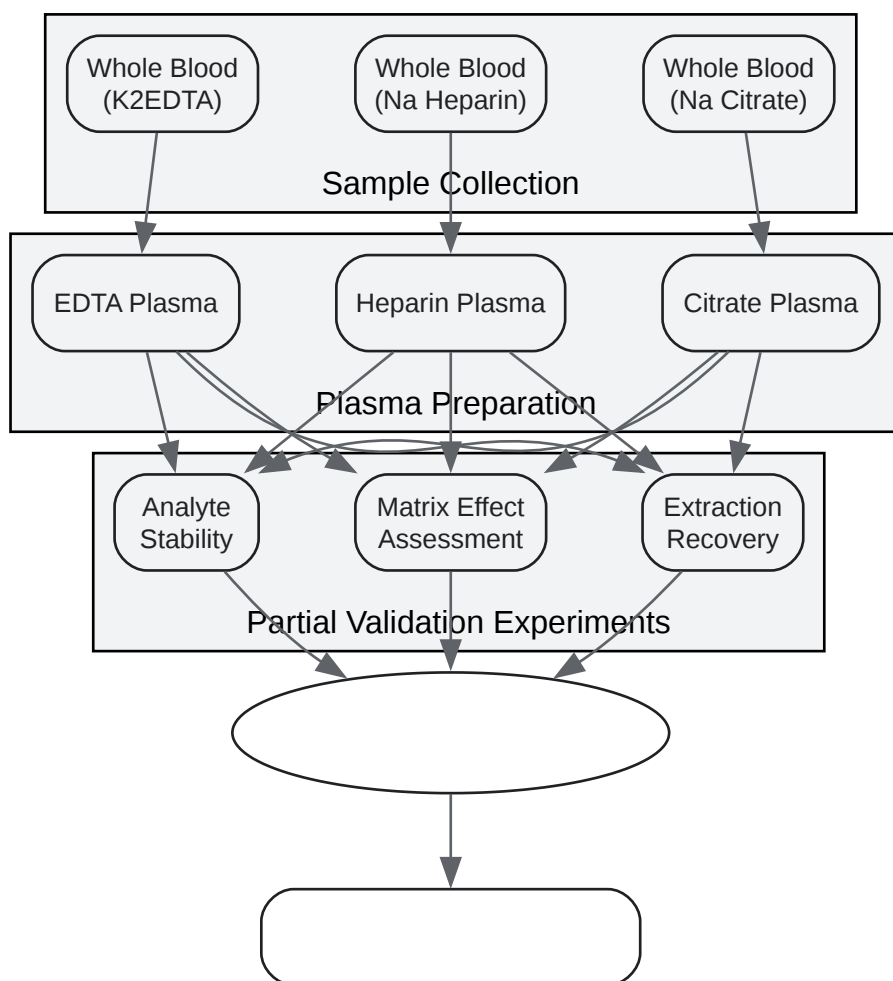 Whole Blood
(K2EDTA)
Whole Blood
(Na Heparin)
Whole Blood
(Na Citrate)
Sample Collection
EDTA Plasma
Heparin Plasma
Citrate Plasma
Plasma Preparation
Analyte
Stability
Matrix Effect
Assessment
Extraction
Recovery
Partial Validation Experiments